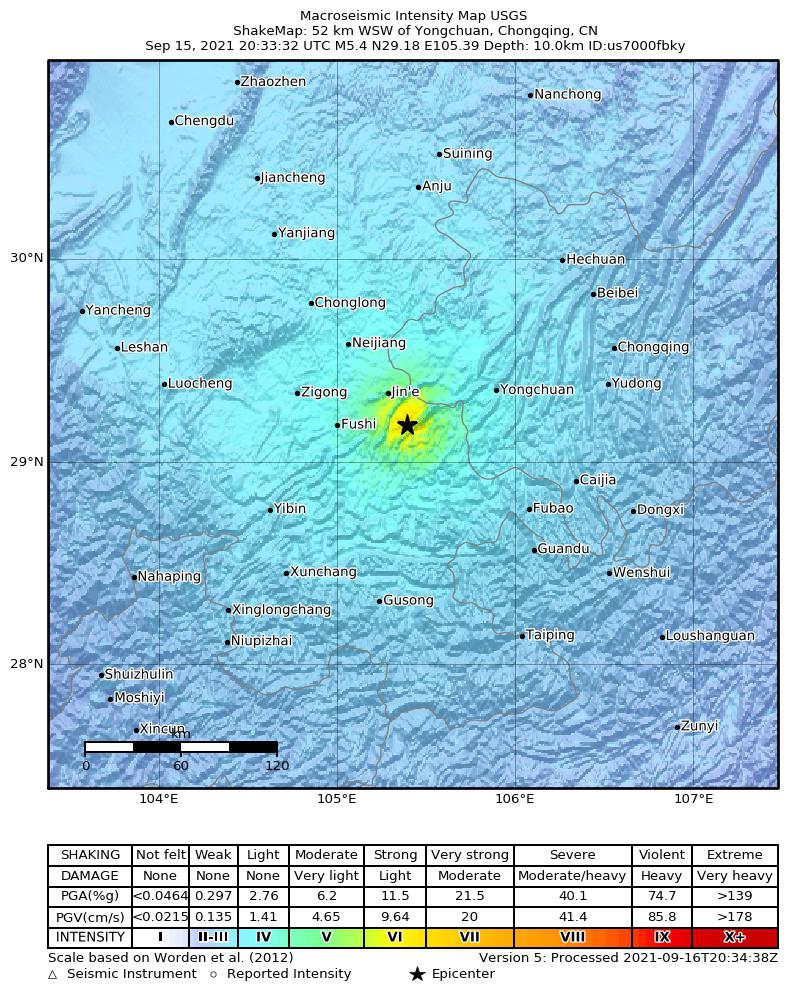 Macroseismic Intensity Map USGS
ShakeMap: 52 km WSW of Yongchuan, Chongqing, CN
Sep 15, 2021 20:33:32 UTC M5.4 N29.18 E105.39 Depth: 10.0km ID:us7000fbky
Zhaozhen
Nanchong
Chengdu
Suining
Jiancheng
Anju
Yanjiang
30°N
Hechuan
Beibei
Chonglong
Yancheng
Neijiang
Leshan
Chongqing
Luocheng
Zigong
Jin'e
Yongchuan
Yudong
Fushi
29°N
Caijia
Yibin
Fubao
Dongxi
Guandu
Nahaping
Xunchang
Wenshui
Gusong
Xinglongchang
Niupizhai
Taiping
Loushanguan
28°N
Shuizhulin
Moshiyi
Xincun
Zunyi
km
0 60 120
104°E 105°E 106°E 107°E
SHAKING Not felt Weak Light Moderate Strong Very strong Severe Violent Extreme
DAMAGE None None None Very light Light Moderate Moderate/heavy Heavy Very heavy
PGA(%g) <0.0464 0.297 2.76 6.2 11.5 21.5 40.1 74.7 >139
PGV(cm/s) <0.0215 0.135 1.41 4.65 9.64 20 41.4 85.8 >178
INTENSITY I II-III IV V VI VII VIII IX X+
Scale based on Worden et al. (2012) Version 5: Processed 2021-09-16T20:34:38Z
△ Seismic Instrument ○ Reported Intensity ★ Epicenter